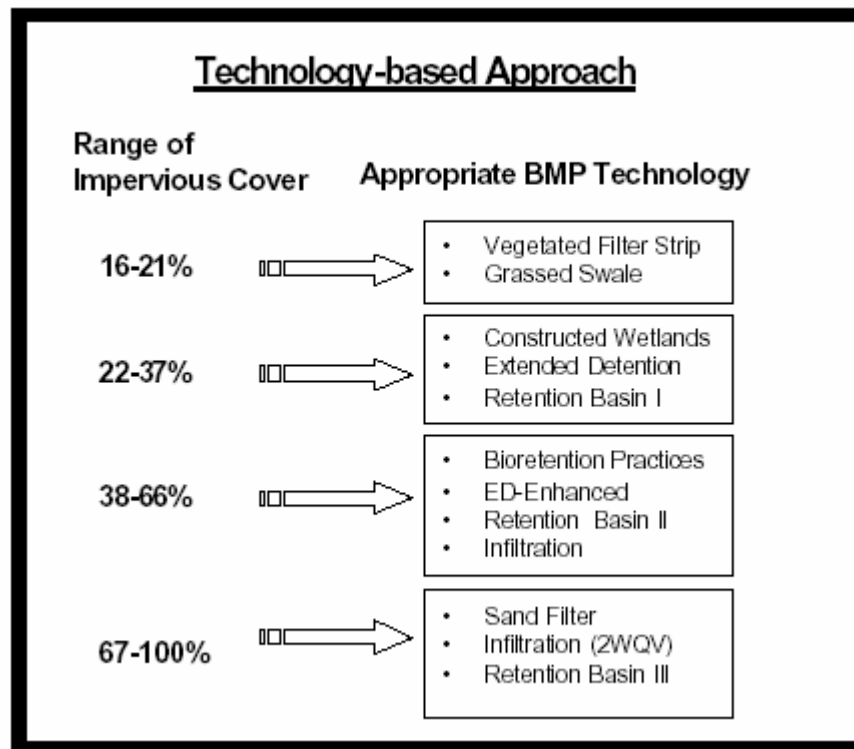 Technology-based Approach
Range of
Impervious Cover
Appropriate BMP Technology
16-21%
• Vegetated Filter Strip
• Grassed Swale
22-37%
• Constructed Wetlands
• Extended Detention
• Retention Basin I
38-66%
• Bioretention Practices
• ED-Enhanced
• Retention Basin II
• Infiltration
67-100%
• Sand Filter
• Infiltration (2WQV)
• Retention Basin III